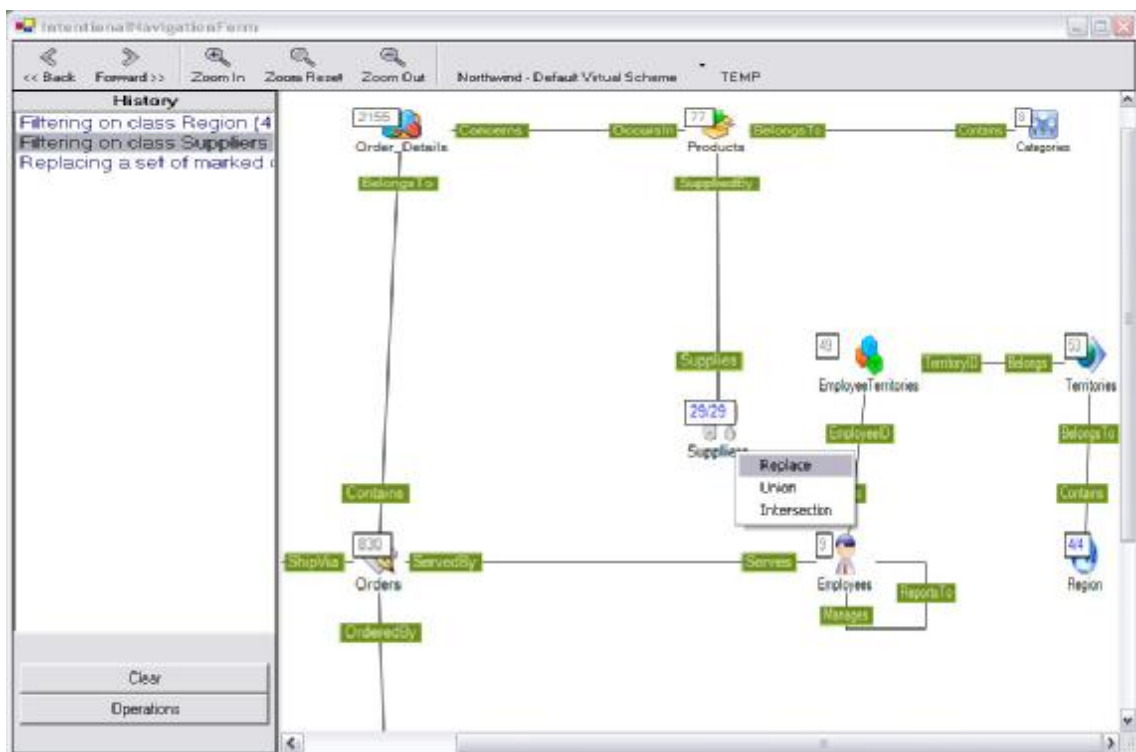 IntentionalNavigationForm
<< Back Forward >> Zoom In Zoom Reset Zoom Out Northwind - Default Virtual Scheme TEMP
History
Filtering on class Region [4
Filtering on class Suppliers
Replacing a set of marked
2155
Order_Details
Concerns
OccursIn
77
Products
BelongsTo
Contains
8
Categories
BelongsTo
SuppliedBy
Supplies
29/29
Suppliers
Replace
Union
Intersection
49
EmployeeTerritories
TerritoryID
Belongs
53
Territories
EmployeeID
BelongsTo
Contains
Contains
830
Orders
ShipVia
ServedBy
Serves
9
Employees
ReportsTo
Manages
4/4
Region
OrderedBy
Clear
Operations